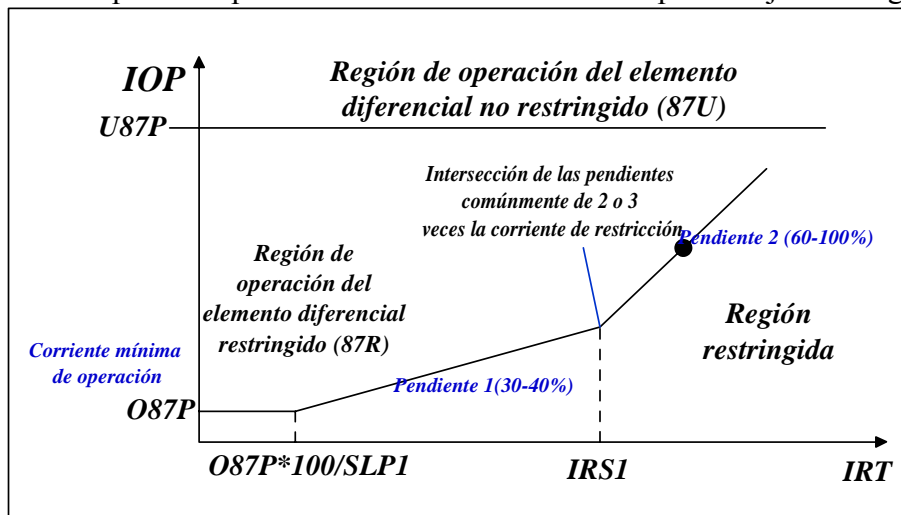 IOP
Región de operación del elemento
diferencial no restringido (87U)
U87P
Intersección de las pendientes
comúnmente de 2 o 3
veces la corriente de restricción
Pendiente 2 (60-100%)
Región de
operación del
elemento diferencial
restringido (87R)
Región
restringida
Corriente mínima
de operación
Pendiente 1(30-40%)
O87P
O87P*100/SLP1
IRS1
IRT